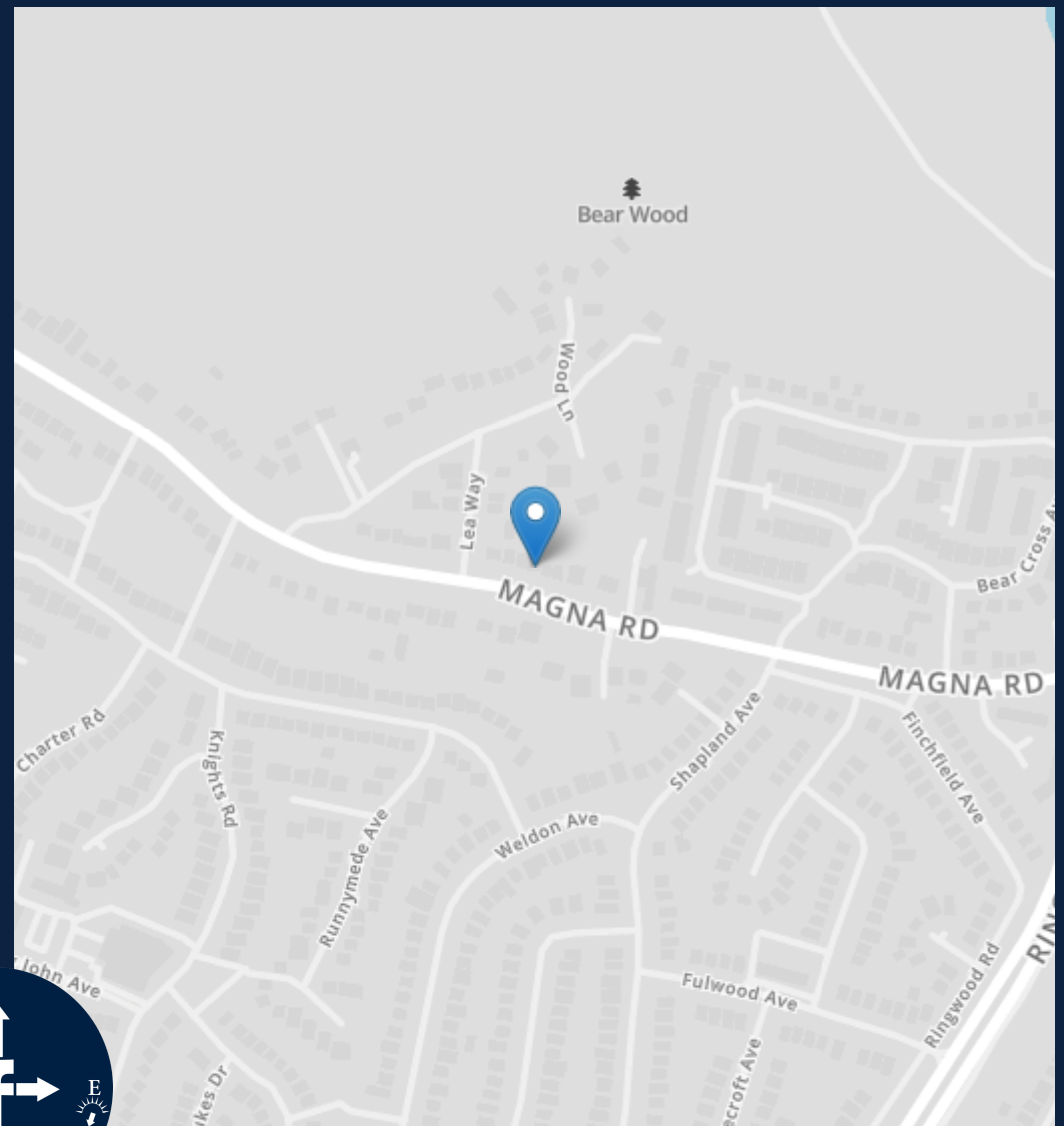 Bear Wood
Wood Ln
Lea Way
MAGNA RD
Bear Cross
MAGNA RD
Charter Rd
Knights Rd
Shapland Ave
Finchfield Ave
Runnymede Ave
Weldon Ave
John Ave
Fulwood Ave
Ringwood Rd
E